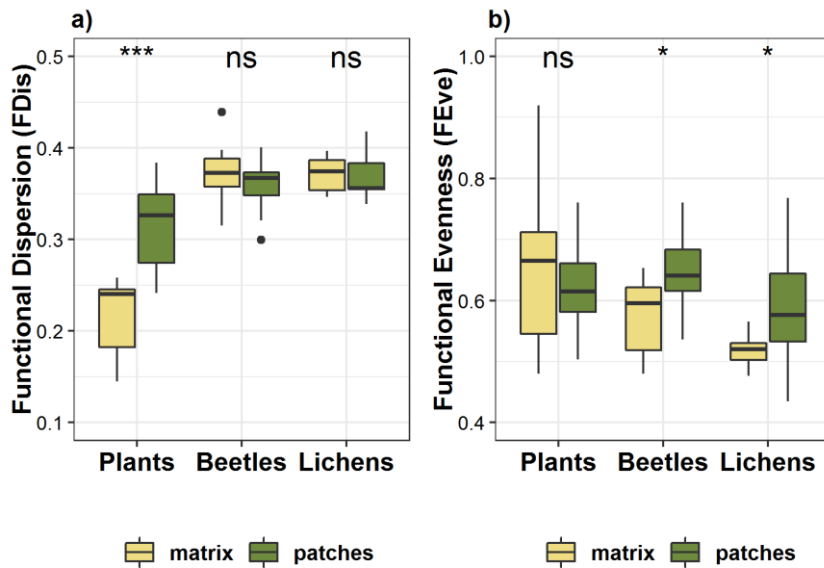 a)
Functional Dispersion (FDis)
0.5
0.4
0.3
0.2
0.1
*** ns ns
Plants Beetles Lichens
matrix patches
b)
Functional Evenness (FEve)
1.0
0.8
0.6
0.4
ns * *
Plants Beetles Lichens
matrix patches